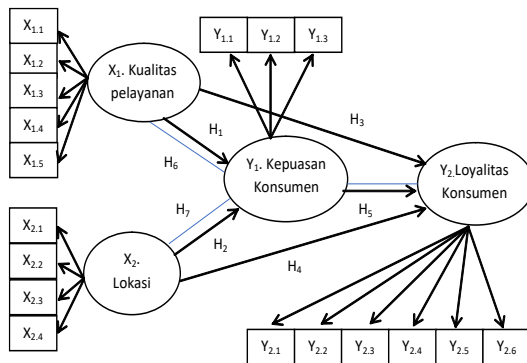 X1.1
X1.2
X1.3
X1.4
X1.5
Y1.1 Y1.2 Y1.3
X1. Kualitas
pelayanan
H1
H3
H6
Y1. Kepuasan
Konsumen
Y2.Loyalitas
Konsumen
H7
H5
H2
X2.1
X2.2
X2.3
X2.4
X2.
Lokasi
H4
Y2.1 Y2.2 Y2.3 Y2.4 Y2.5 Y2.6